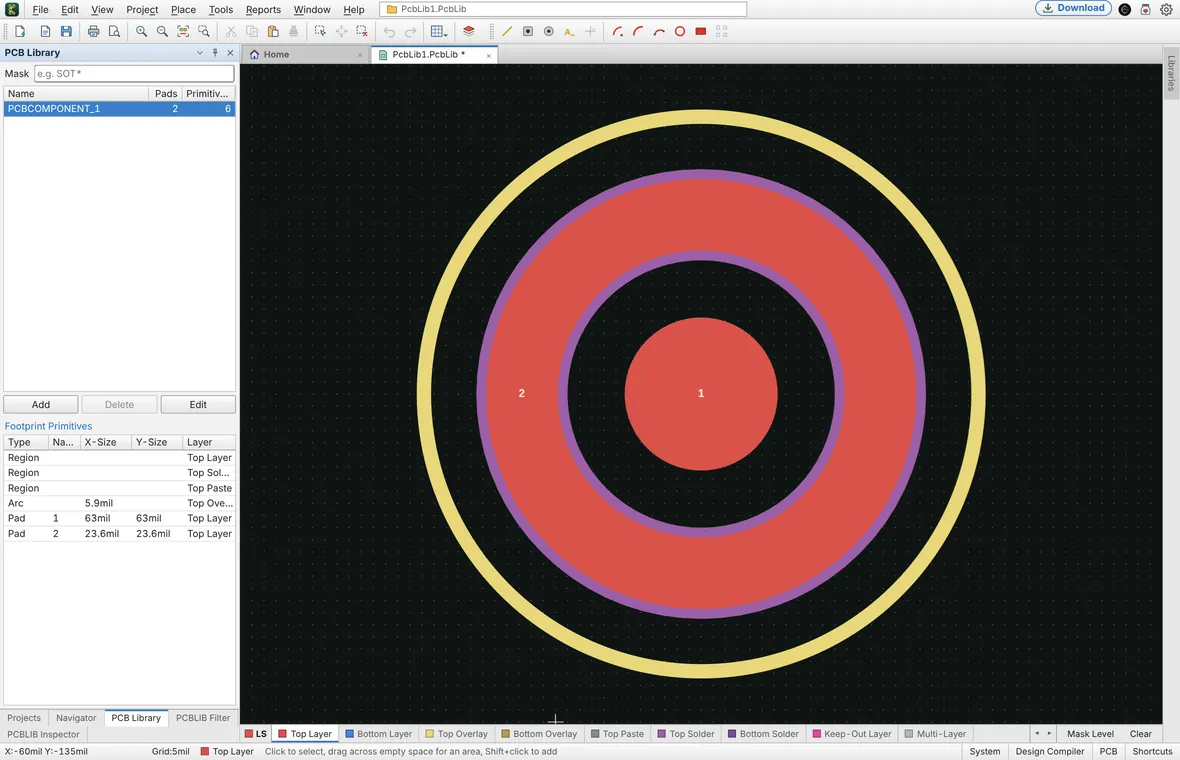 File Edit View Project Place Tools Reports Window Help PcbLib1.PcbLib Download
PCB Library
Home PcbLib1.PcbLib *
Libraries
Mask e.g. SOT*
Name Pads Primitiv...
PCBCOMPONENT_1 2 6
2 1
Add Delete Edit
Footprint Primitives
Type Na... X-Size Y-Size Layer
Region Top Layer
Region Top Sol...
Region Top Paste
Arc 5.9mil Top Ove...
Pad 1 63mil 63mil Top Layer
Pad 2 23.6mil 23.6mil Top Layer
Projects Navigator PCB Library PCBLIB Filter
PCBLIB Inspector
LS Top Layer Bottom Layer Top Overlay Bottom Overlay Top Paste Top Solder Bottom Solder Keep-Out Layer Multi-Layer Mask Level Clear
X:-60mil Y:-135mil Grid:5mil Top Layer Click to select, drag across empty space for an area, Shift+click to add System Design Compiler PCB Shortcuts